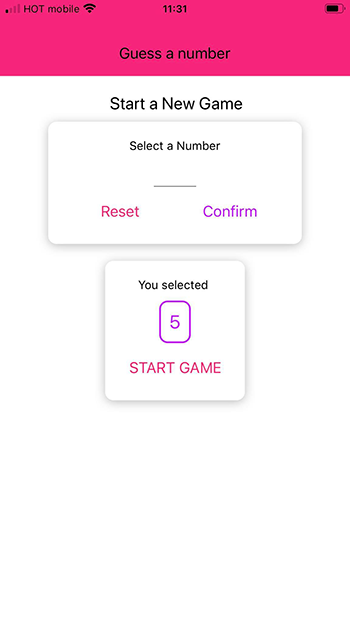 HOT mobile 11:31
Guess a number
Start a New Game
Select a Number
Reset Confirm
You selected
5
START GAME